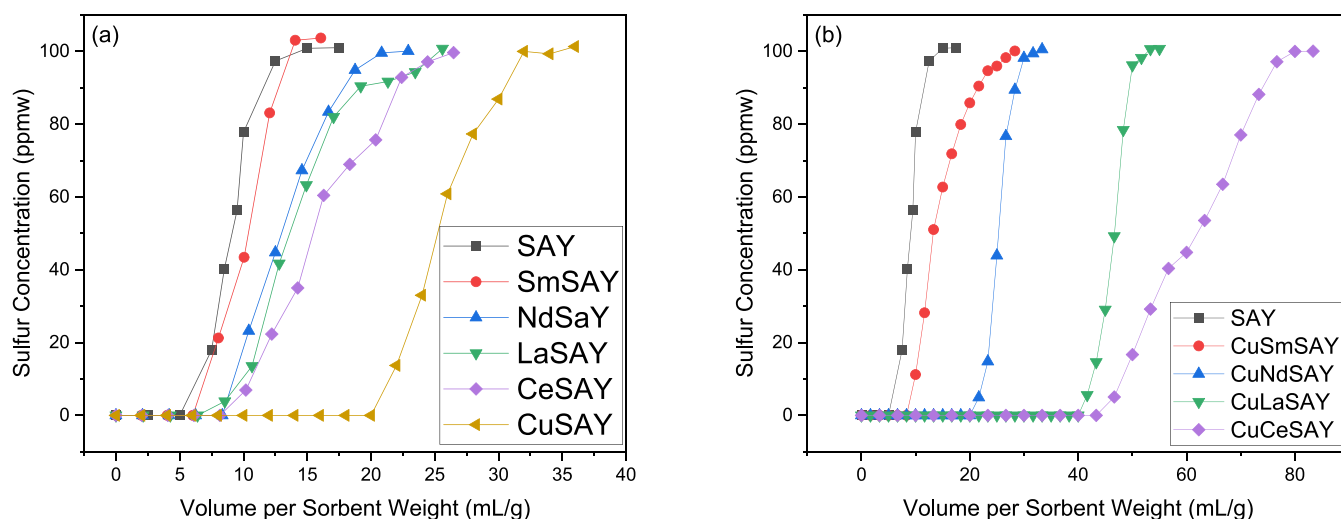 (a)
Sulfur Concentration (ppmw)
100
80
60
40
20
0
0 5 10 15 20 25 30 35 40
Volume per Sorbent Weight (mL/g)
SAY
SmSAY
NdSaY
LaSAY
CeSAY
CuSAY
(b)
Sulfur Concentration (ppmw)
100
80
60
40
20
0
0 20 40 60 80
Volume per Sorbent Weight (mL/g)
SAY
CuSmSAY
CuNdSAY
CuLaSAY
CuCeSAY